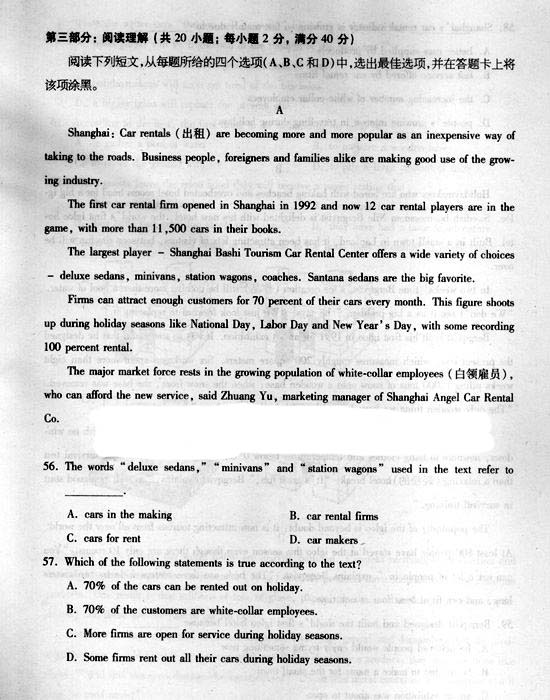 第三部分：阅读理解（共 20 小题；每小题 2 分，满分 40 分）
阅读下列短文，从每题所给的四个选项（A、B、C 和 D）中，选出最佳选项，并在答题卡上将
该项涂黑。
A
Shanghai: Car rentals（出租）are becoming more and more popular as an inexpensive way of
taking to the roads. Business people, foreigners and families alike are making good use of the grow-
ing industry.
The first car rental firm opened in Shanghai in 1992 and now 12 car rental players are in the
game, with more than 11,500 cars in their books.
The largest player – Shanghai Bashi Tourism Car Rental Center offers a wide variety of choices
– deluxe sedans, minivans, station wagons, coaches. Santana sedans are the big favorite.
Firms can attract enough customers for 70 percent of their cars every month. This figure shoots
up during holiday seasons like National Day, Labor Day and New Year's Day, with some recording
100 percent rental.
The major market force rests in the growing population of white-collar employees（白领雇员）,
who can afford the new service, said Zhuang Yu, marketing manager of Shanghai Angel Car Rental
Co.
56. The words "deluxe sedans," "minivans" and "station wagons" used in the text refer to
________.
A. cars in the making B. car rental firms
C. cars for rent D. car makers
57. Which of the following statements is true according to the text?
A. 70% of the cars can be rented out on holiday.
B. 70% of the customers are white-collar employees.
C. More firms are open for service during holiday seasons.
D. Some firms rent out all their cars during holiday seasons.